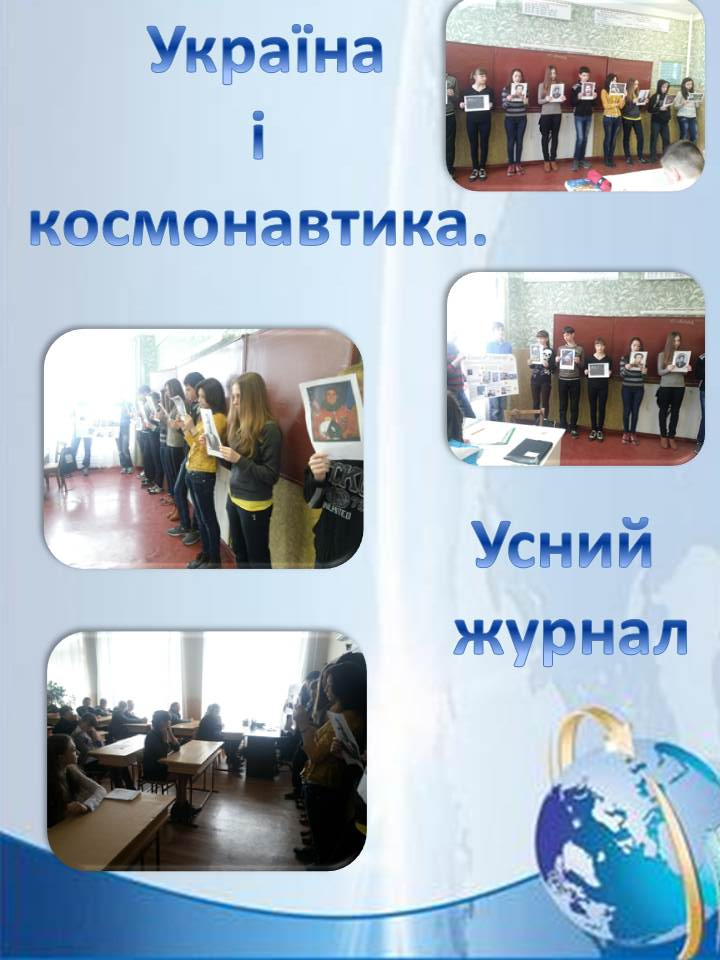 Україна
і
космонавтика.
Усний
журнал